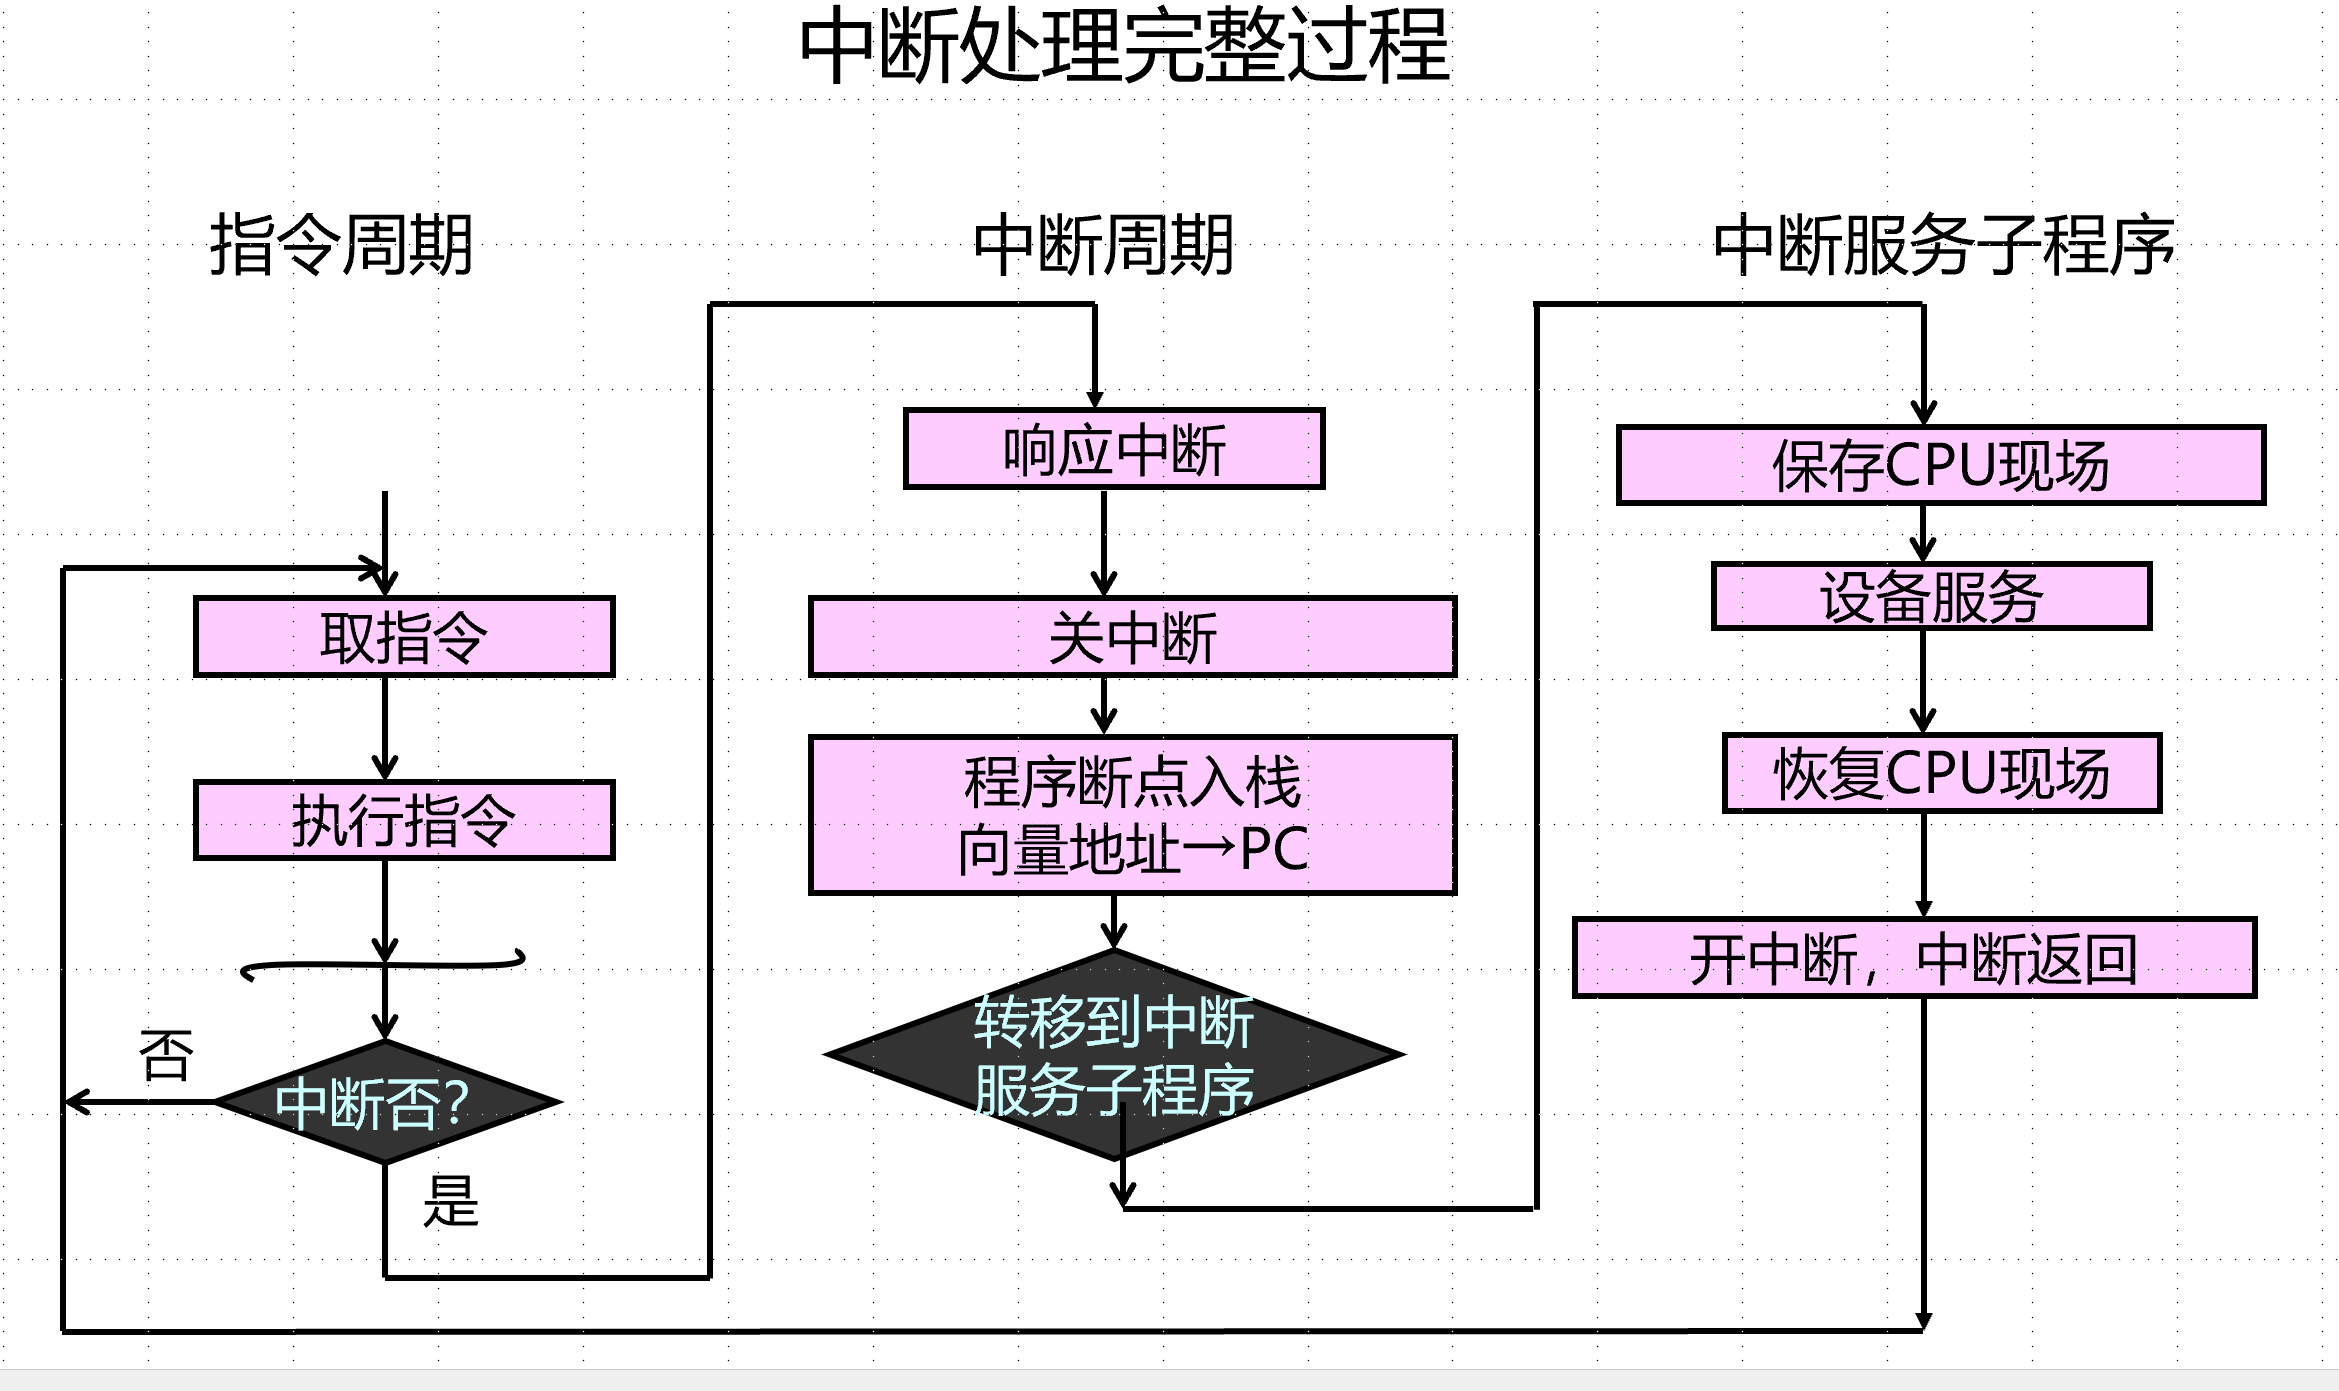 中断处理完整过程
指令周期
取指令
执行指令
中断否？
否
是
中断周期
响应中断
关中断
程序断点入栈
向量地址→PC
转移到中断
服务子程序
中断服务子程序
保存CPU现场
设备服务
恢复CPU现场
开中断，中断返回